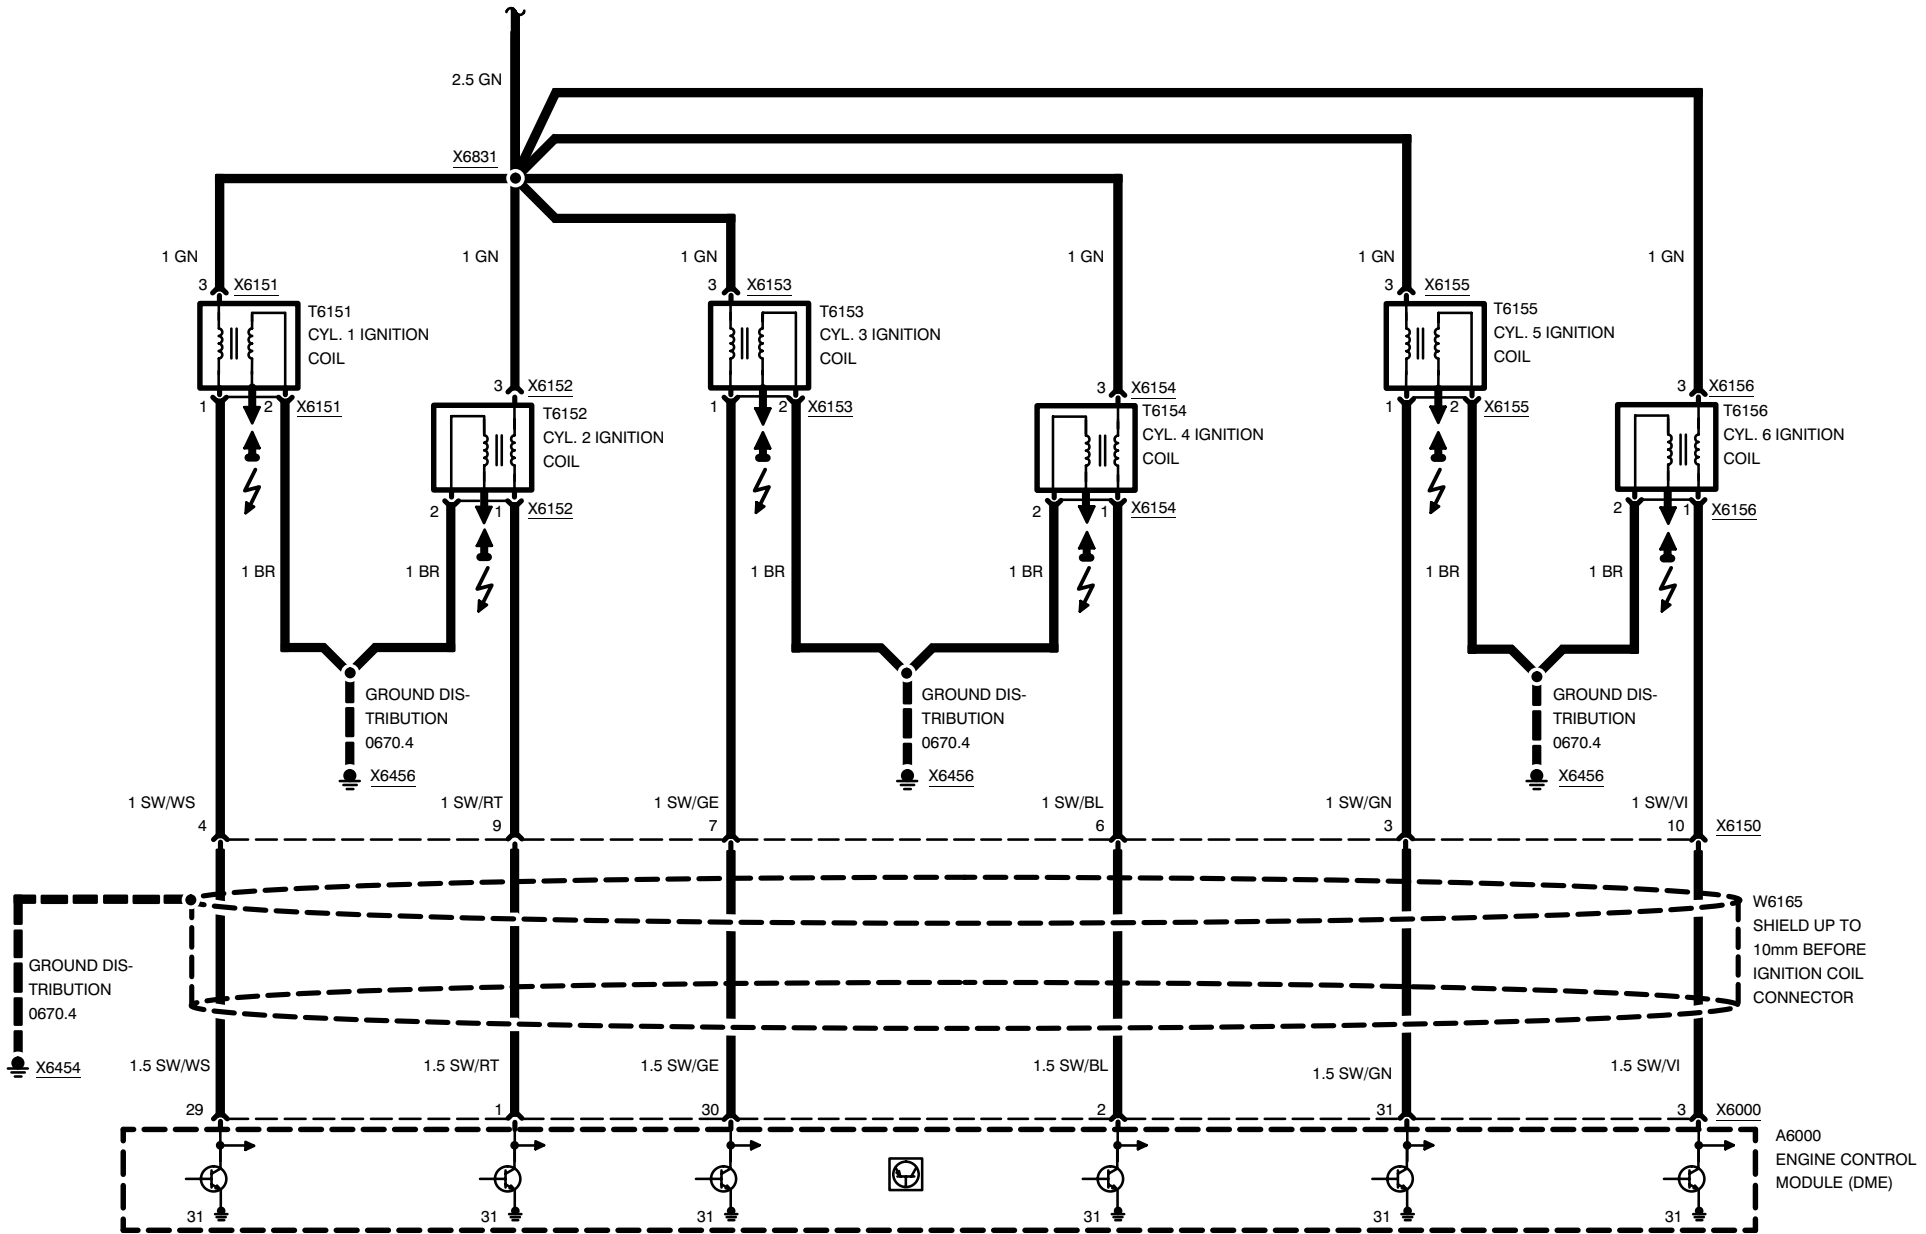 2.5 GN
X6831
1 GN
1 GN
1 GN
1 GN
1 GN
1 GN
3 X6151
3 X6153
3 X6155
T6151
CYL. 1 IGNITION
COIL
T6153
CYL. 3 IGNITION
COIL
T6155
CYL. 5 IGNITION
COIL
3 X6152
3 X6154
3 X6156
1 2 X6151
1 2 X6153
1 2 X6155
T6152
CYL. 2 IGNITION
COIL
T6154
CYL. 4 IGNITION
COIL
T6156
CYL. 6 IGNITION
COIL
2 1 X6152
2 1 X6154
2 1 X6156
1 BR
1 BR
1 BR
1 BR
1 BR
1 BR
GROUND DIS-
TRIBUTION
0670.4
X6456
GROUND DIS-
TRIBUTION
0670.4
X6456
GROUND DIS-
TRIBUTION
0670.4
X6456
1 SW/WS
1 SW/RT
1 SW/GE
1 SW/BL
1 SW/GN
1 SW/VI
4
9
7
6
3
10
X6150
W6165
SHIELD UP TO
10mm BEFORE
IGNITION COIL
CONNECTOR
GROUND DIS-
TRIBUTION
0670.4
X6454
1.5 SW/WS
1.5 SW/RT
1.5 SW/GE
1.5 SW/BL
1.5 SW/GN
1.5 SW/VI
29
1
30
2
31
3
X6000
A6000
ENGINE CONTROL
MODULE (DME)
31
31
31
31
31
31